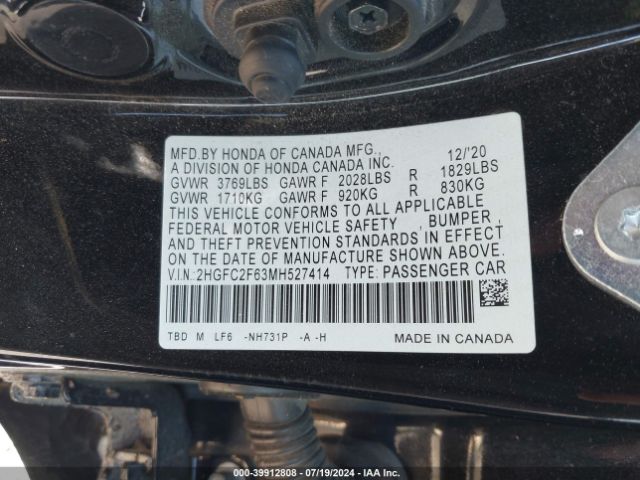 MFD.BY HONDA OF CANADA MFG., 12/'20
A DIVISION OF HONDA CANADA INC.
GVWR 3769LBS GAWR F 2028LBS R 1829LBS
GVWR 1710KG GAWR F 920KG R 830KG
THIS VEHICLE CONFORMS TO ALL APPLICABLE
FEDERAL MOTOR VEHICLE SAFETY , BUMPER ,
AND THEFT PREVENTION STANDARDS IN EFFECT
ON THE DATE OF MANUFACTURE SHOWN ABOVE.
V.I.N.:2HGFC2F63MH527414 TYPE: PASSENGER CAR
TBD M LF6 -NH731P -A -H MADE IN CANADA
000-39912808 - 07/19/2024 - IAA Inc.